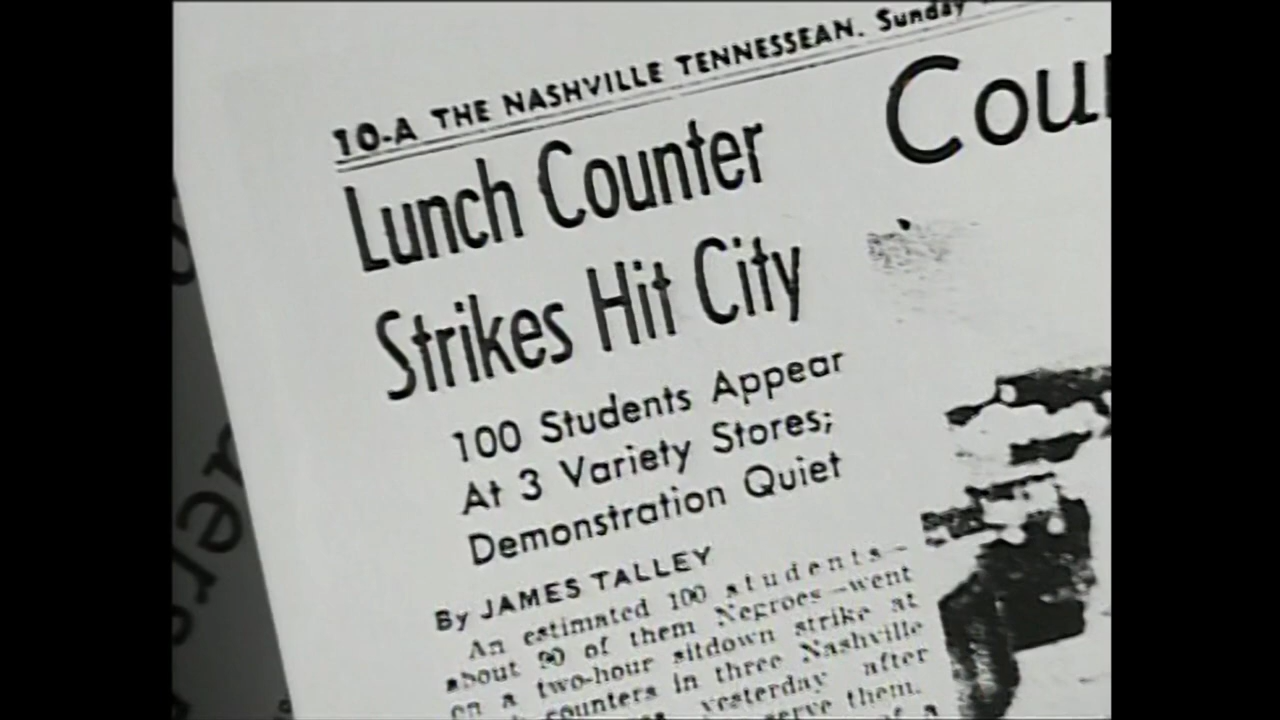 10-A THE NASHVILLE TENNESSEAN. Sunday
Lunch Counter
Strikes Hit City
100 Students Appear
At 3 Variety Stores;
Demonstration Quiet
By JAMES TALLEY
An estimated 100 students—
about 90 of them Negroes—went
on a two-hour sitdown strike at
counters in three Nashville
yesterday after
serve them.
of a
Cou